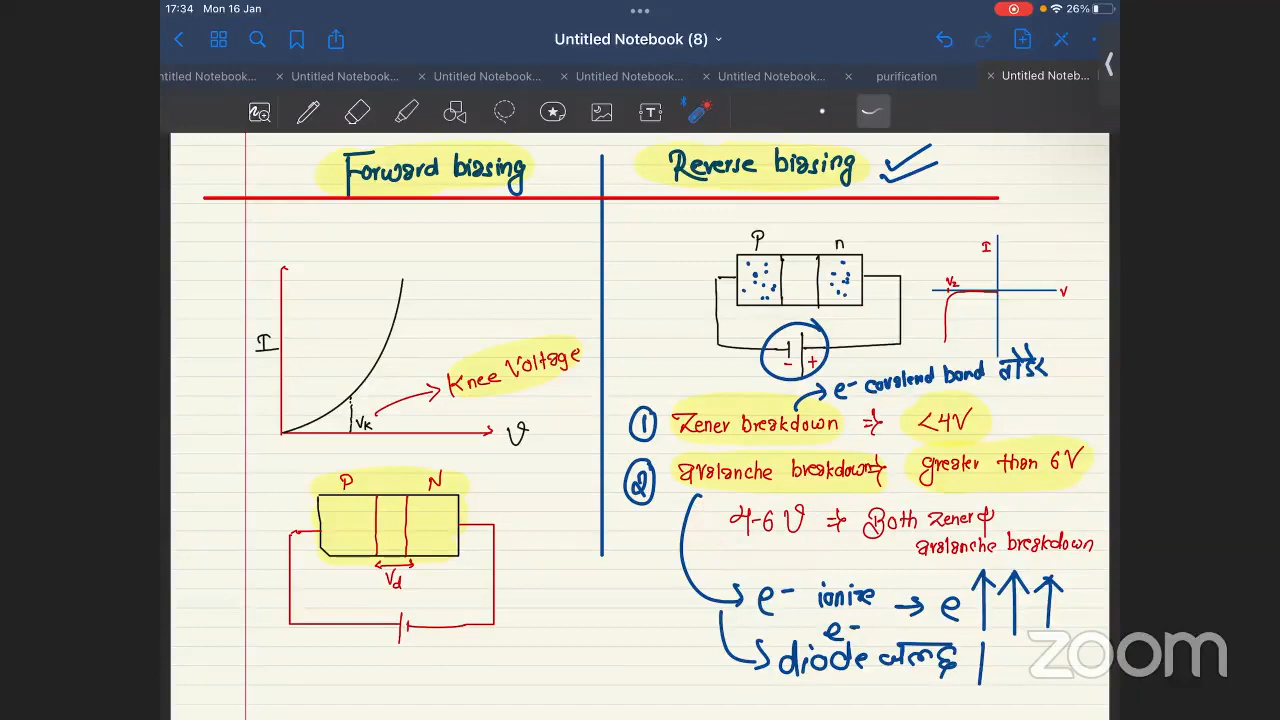 17:34 Mon 16 Jan
26%
Untitled Notebook (8)
ntitled Notebook...
Untitled Notebook...
Untitled Notebook...
Untitled Notebook...
Untitled Notebook...
purification
Untitled Noteb...
Forward biasing
Reverse biasing
P n
I
V
Vz
- +
I
Knee Voltage
VK
V
e- covalend bond तोडेर
① Zener breakdown ⇒ <4V
② avalanche breakdown ⇒ greater than 6V
4-6 V ⇒ Both zener &
avalanche breakdown
P N
Vd
e- ionize → e ↑↑↑
e-
diode बल्छ |
zoom